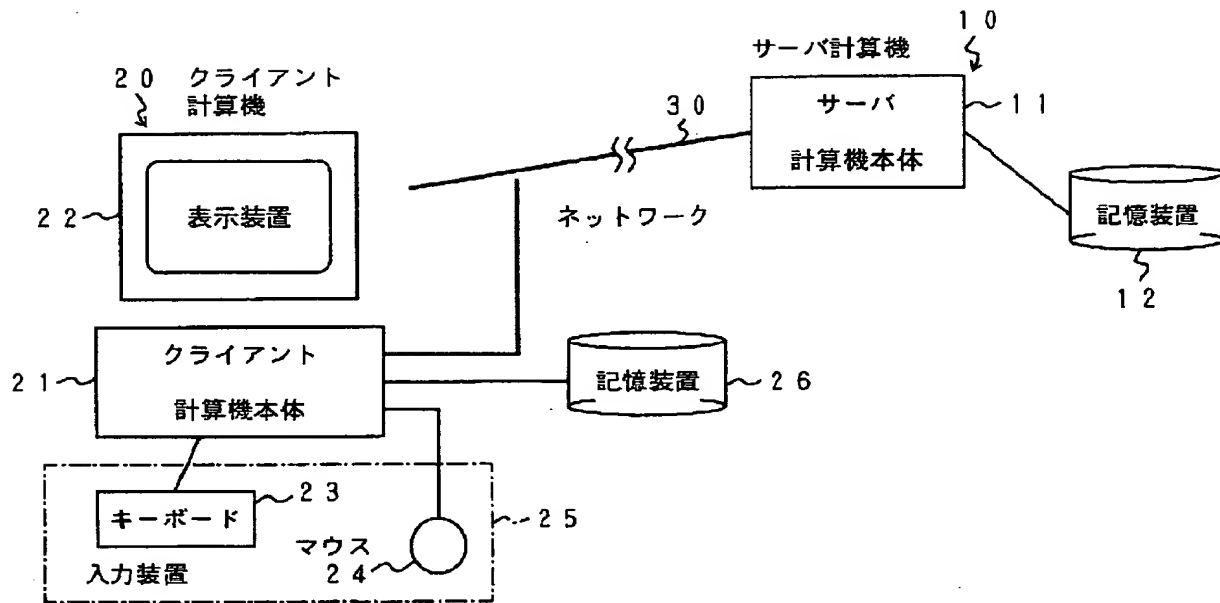 10
サーバ計算機
サーバ
計算機本体
11
20 クライアント
計算機
30
22
表示装置
ネットワーク
記憶装置
12
クライアント
計算機本体
21
記憶装置
26
キーボード
23
25
マウス
24
入力装置